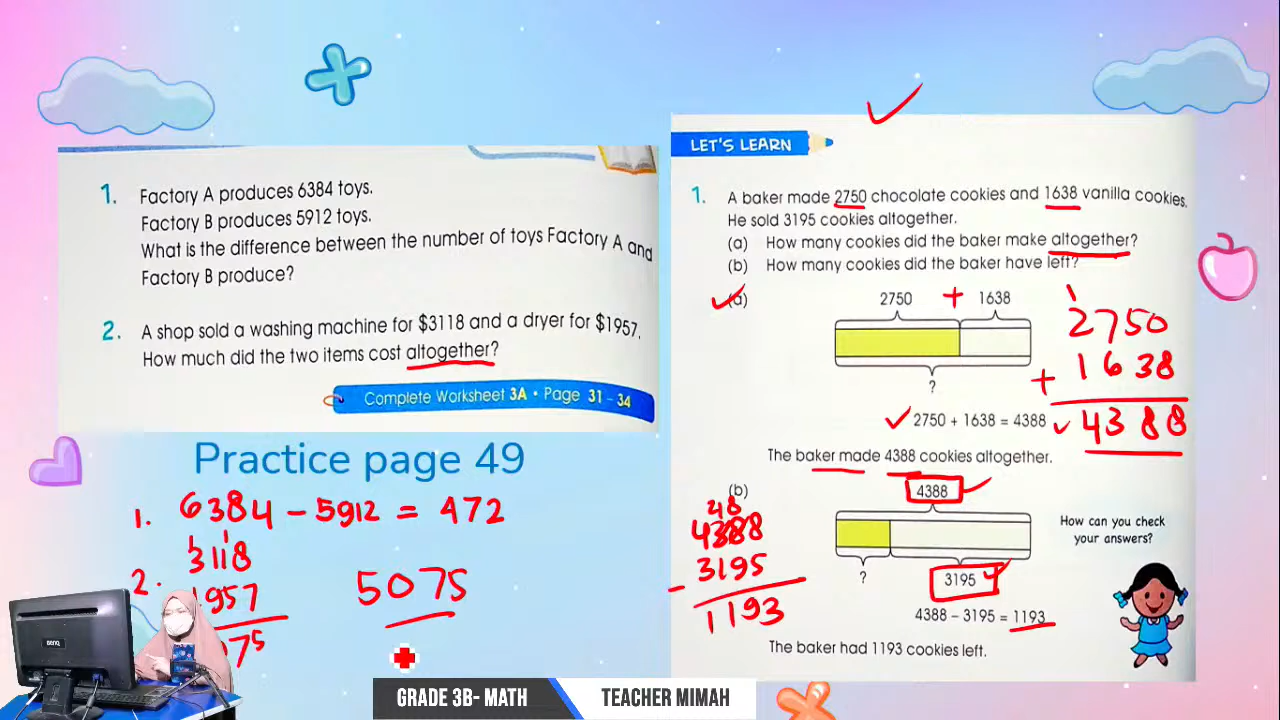 1. Factory A produces 6384 toys.
Factory B produces 5912 toys.
What is the difference between the number of toys Factory A and
Factory B produce?
2. A shop sold a washing machine for $3118 and a dryer for $1957.
How much did the two items cost altogether?
Complete Worksheet 3A • Page 31 - 34
Practice page 49
1. 6384 - 5912 = 472
2. 1 1
3118
1957
75
5075
BENQ
LET'S LEARN
1. A baker made 2750 chocolate cookies and 1638 vanilla cookies.
He sold 3195 cookies altogether.
(a) How many cookies did the baker make altogether?
(b) How many cookies did the baker have left?
(a) 2750 + 1638
?
2750 + 1638 = 4388
1
2750
+ 1638
4388
The baker made 4388 cookies altogether.
(b) 4388
? 3195
4388 – 3195 = 1193
The baker had 1193 cookies left.
4388
- 3195
1193
How can you check
your answers?
GRADE 3B- MATH
TEACHER MIMAH